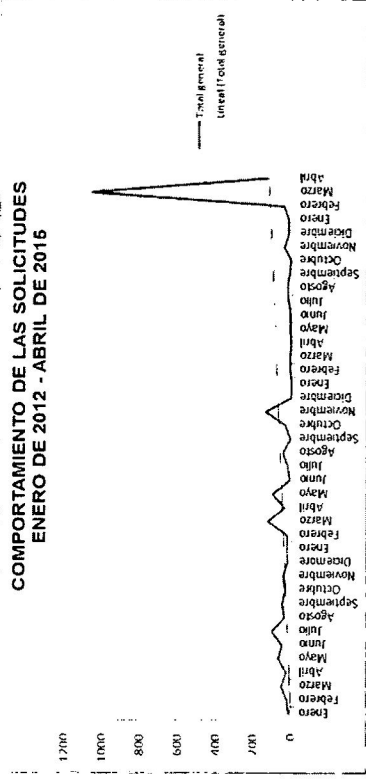 COMPORTAMIENTO DE LAS SOLICITUDES
ENERO DE 2012 - ABRIL DE 2015
1200
1000
800
600
400
200
0
Enero
Febrero
Marzo
Abril
Mayo
Junio
Julio
Agosto
Septiembre
Octubre
Noviembre
Diciembre
Enero
Febrero
Marzo
Abril
Mayo
Junio
Julio
Agosto
Septiembre
Octubre
Noviembre
Diciembre
Enero
Febrero
Marzo
Abril
Mayo
Junio
Julio
Agosto
Septiembre
Octubre
Noviembre
Diciembre
Enero
Febrero
Marzo
Abril
Total general
Lineal (Total general)